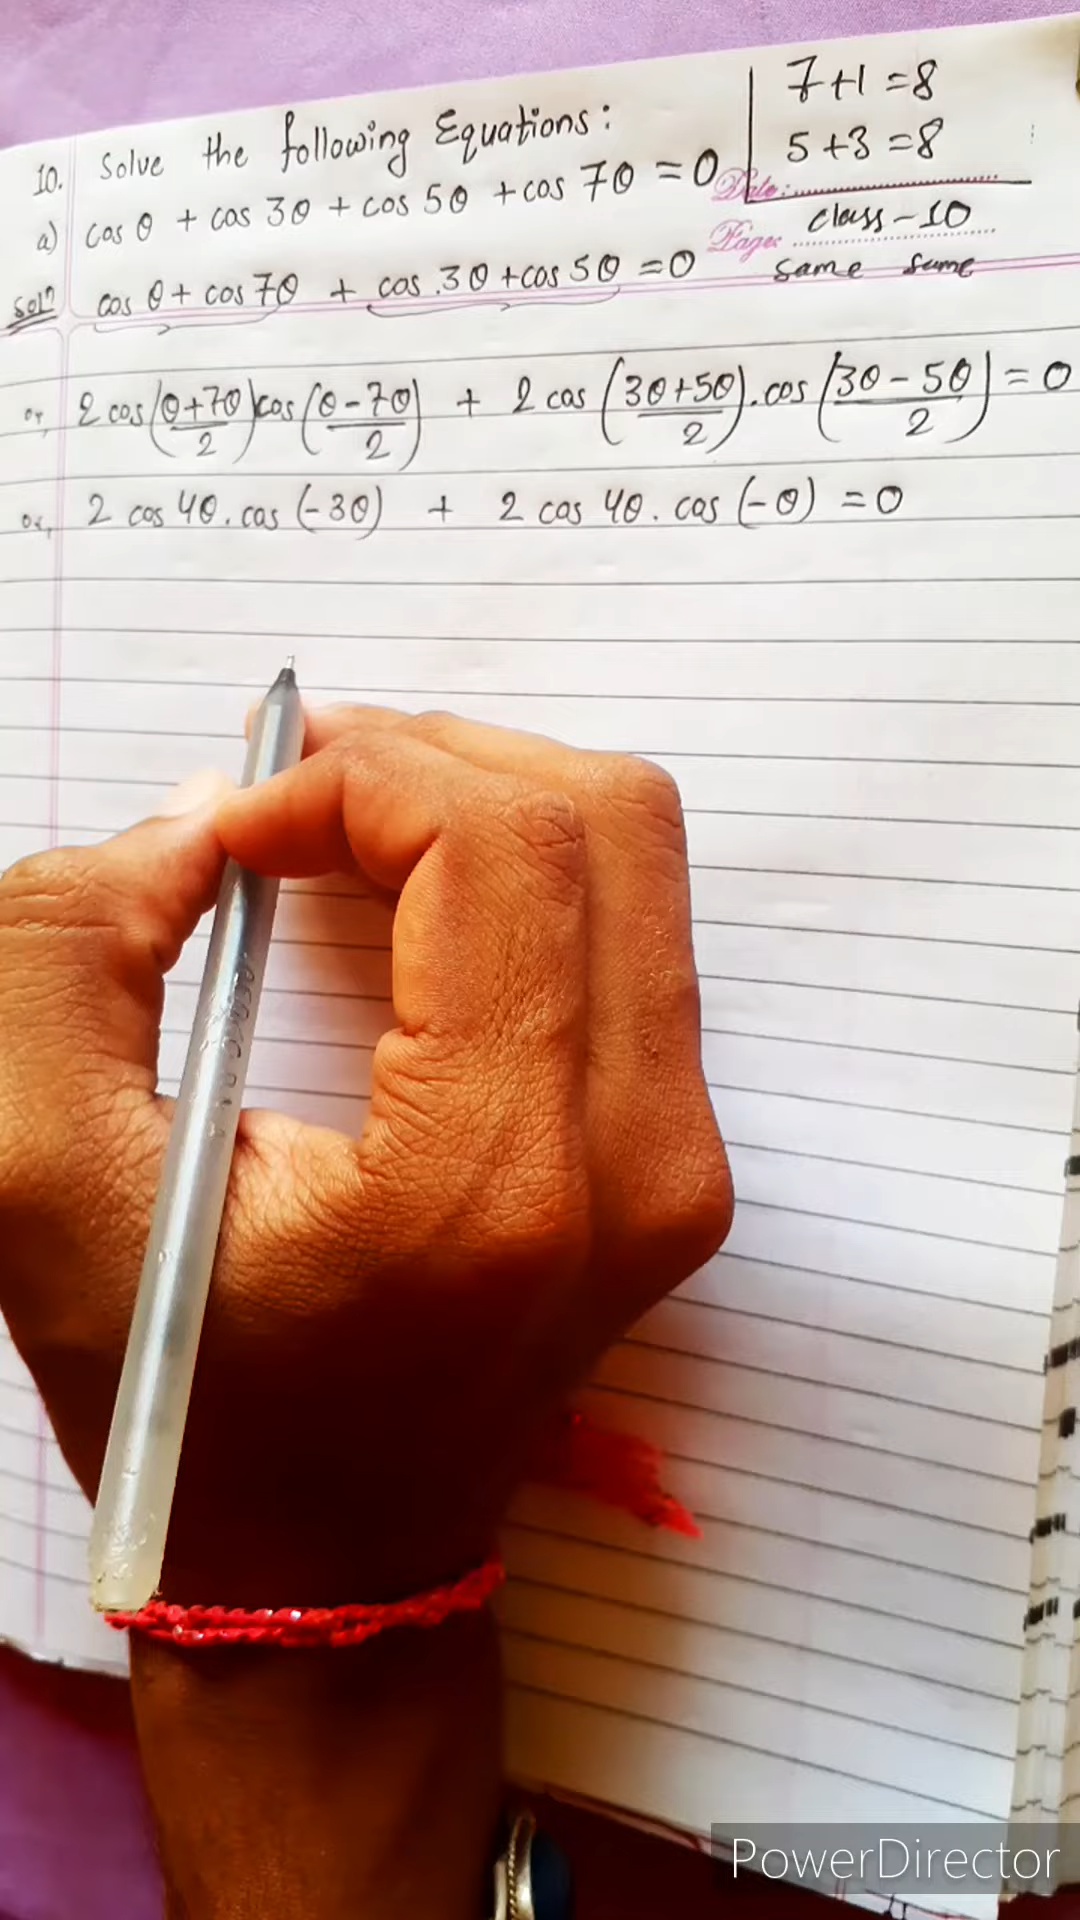 10. Solve the following Equations:
a) cos θ + cos 3θ + cos 5θ + cos 7θ = 0
7+1 = 8
5+3 = 8
Date:
Page:
class - 10
same same
Solⁿ cos θ + cos 7θ + cos .3θ + cos 5θ = 0
or, 2 cos (θ+7θ/2) cos (θ-7θ/2) + 2 cos (3θ+5θ/2) . cos (3θ-5θ/2) = 0
or, 2 cos 4θ . cos (-3θ) + 2 cos 4θ . cos (-θ) = 0
PowerDirector